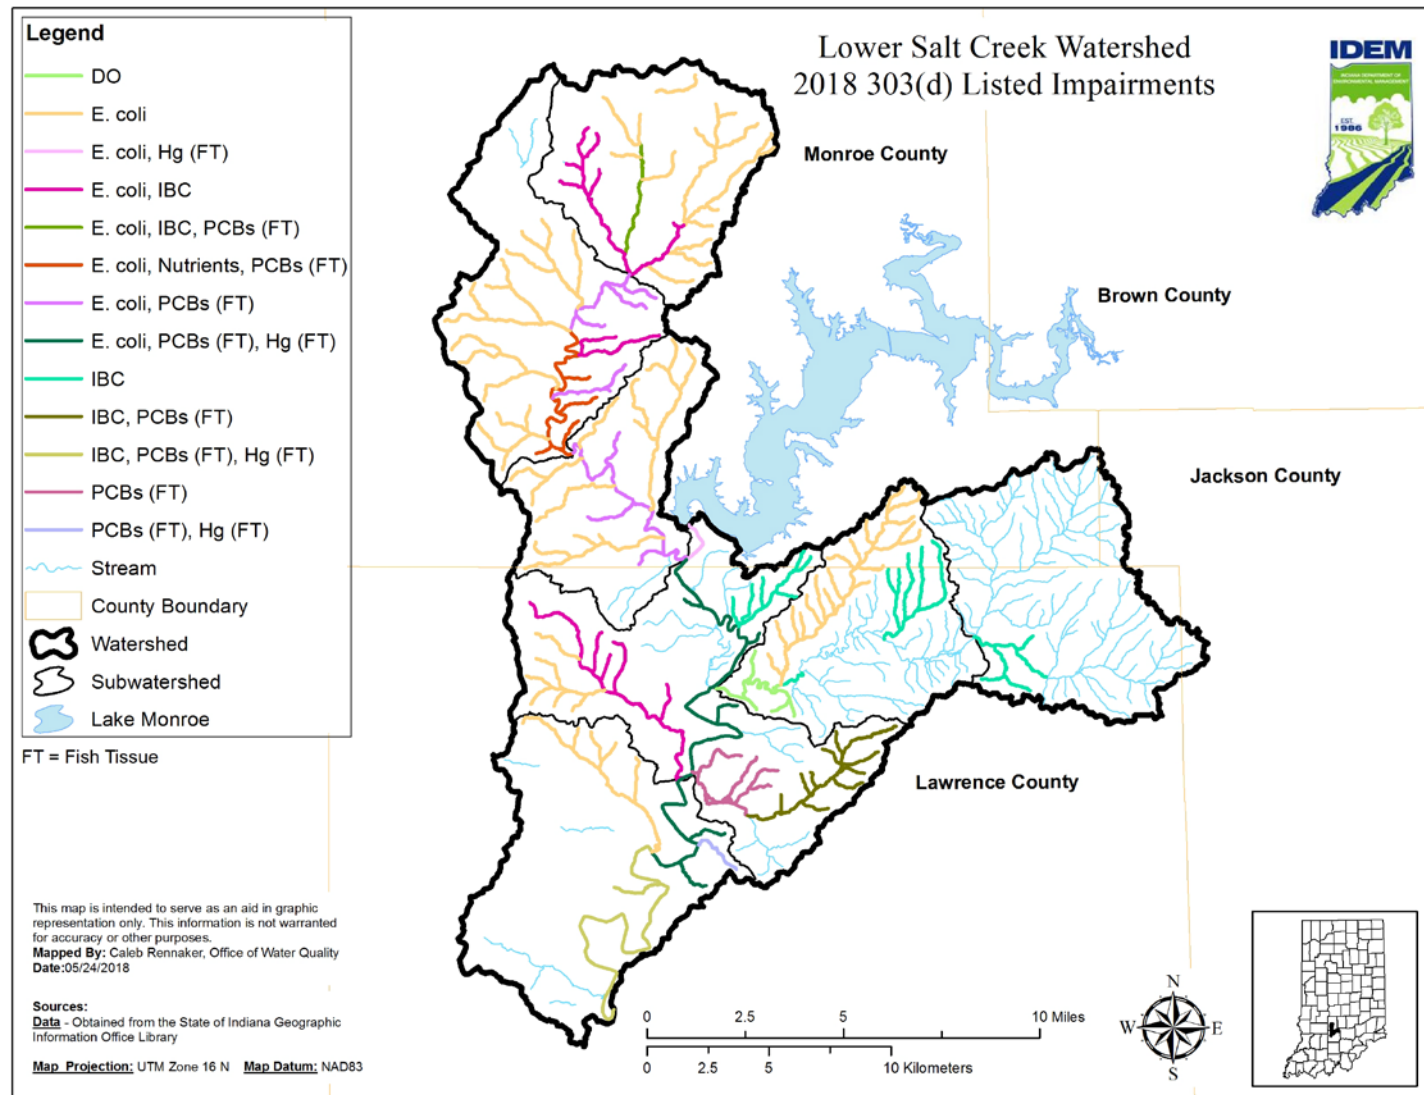 Legend
DO
E. coli
E. coli, Hg (FT)
E. coli, IBC
E. coli, IBC, PCBs (FT)
E. coli, Nutrients, PCBs (FT)
E. coli, PCBs (FT)
E. coli, PCBs (FT), Hg (FT)
IBC
IBC, PCBs (FT)
IBC, PCBs (FT), Hg (FT)
PCBs (FT)
PCBs (FT), Hg (FT)
Stream
County Boundary
Watershed
Subwatershed
Lake Monroe
FT = Fish Tissue
Lower Salt Creek Watershed
2018 303(d) Listed Impairments
IDEM
INDIANA DEPARTMENT OF
ENVIRONMENTAL MANAGEMENT
EST.
1986
Monroe County
Brown County
Jackson County
Lawrence County
This map is intended to serve as an aid in graphic
representation only. This information is not warranted
for accuracy or other purposes.
Mapped By: Caleb Rennaker, Office of Water Quality
Date:05/24/2018
Sources:
Data - Obtained from the State of Indiana Geographic
Information Office Library
Map Projection: UTM Zone 16 N Map Datum: NAD83
0 2.5 5 10 Miles
0 2.5 5 10 Kilometers
N
W E
S